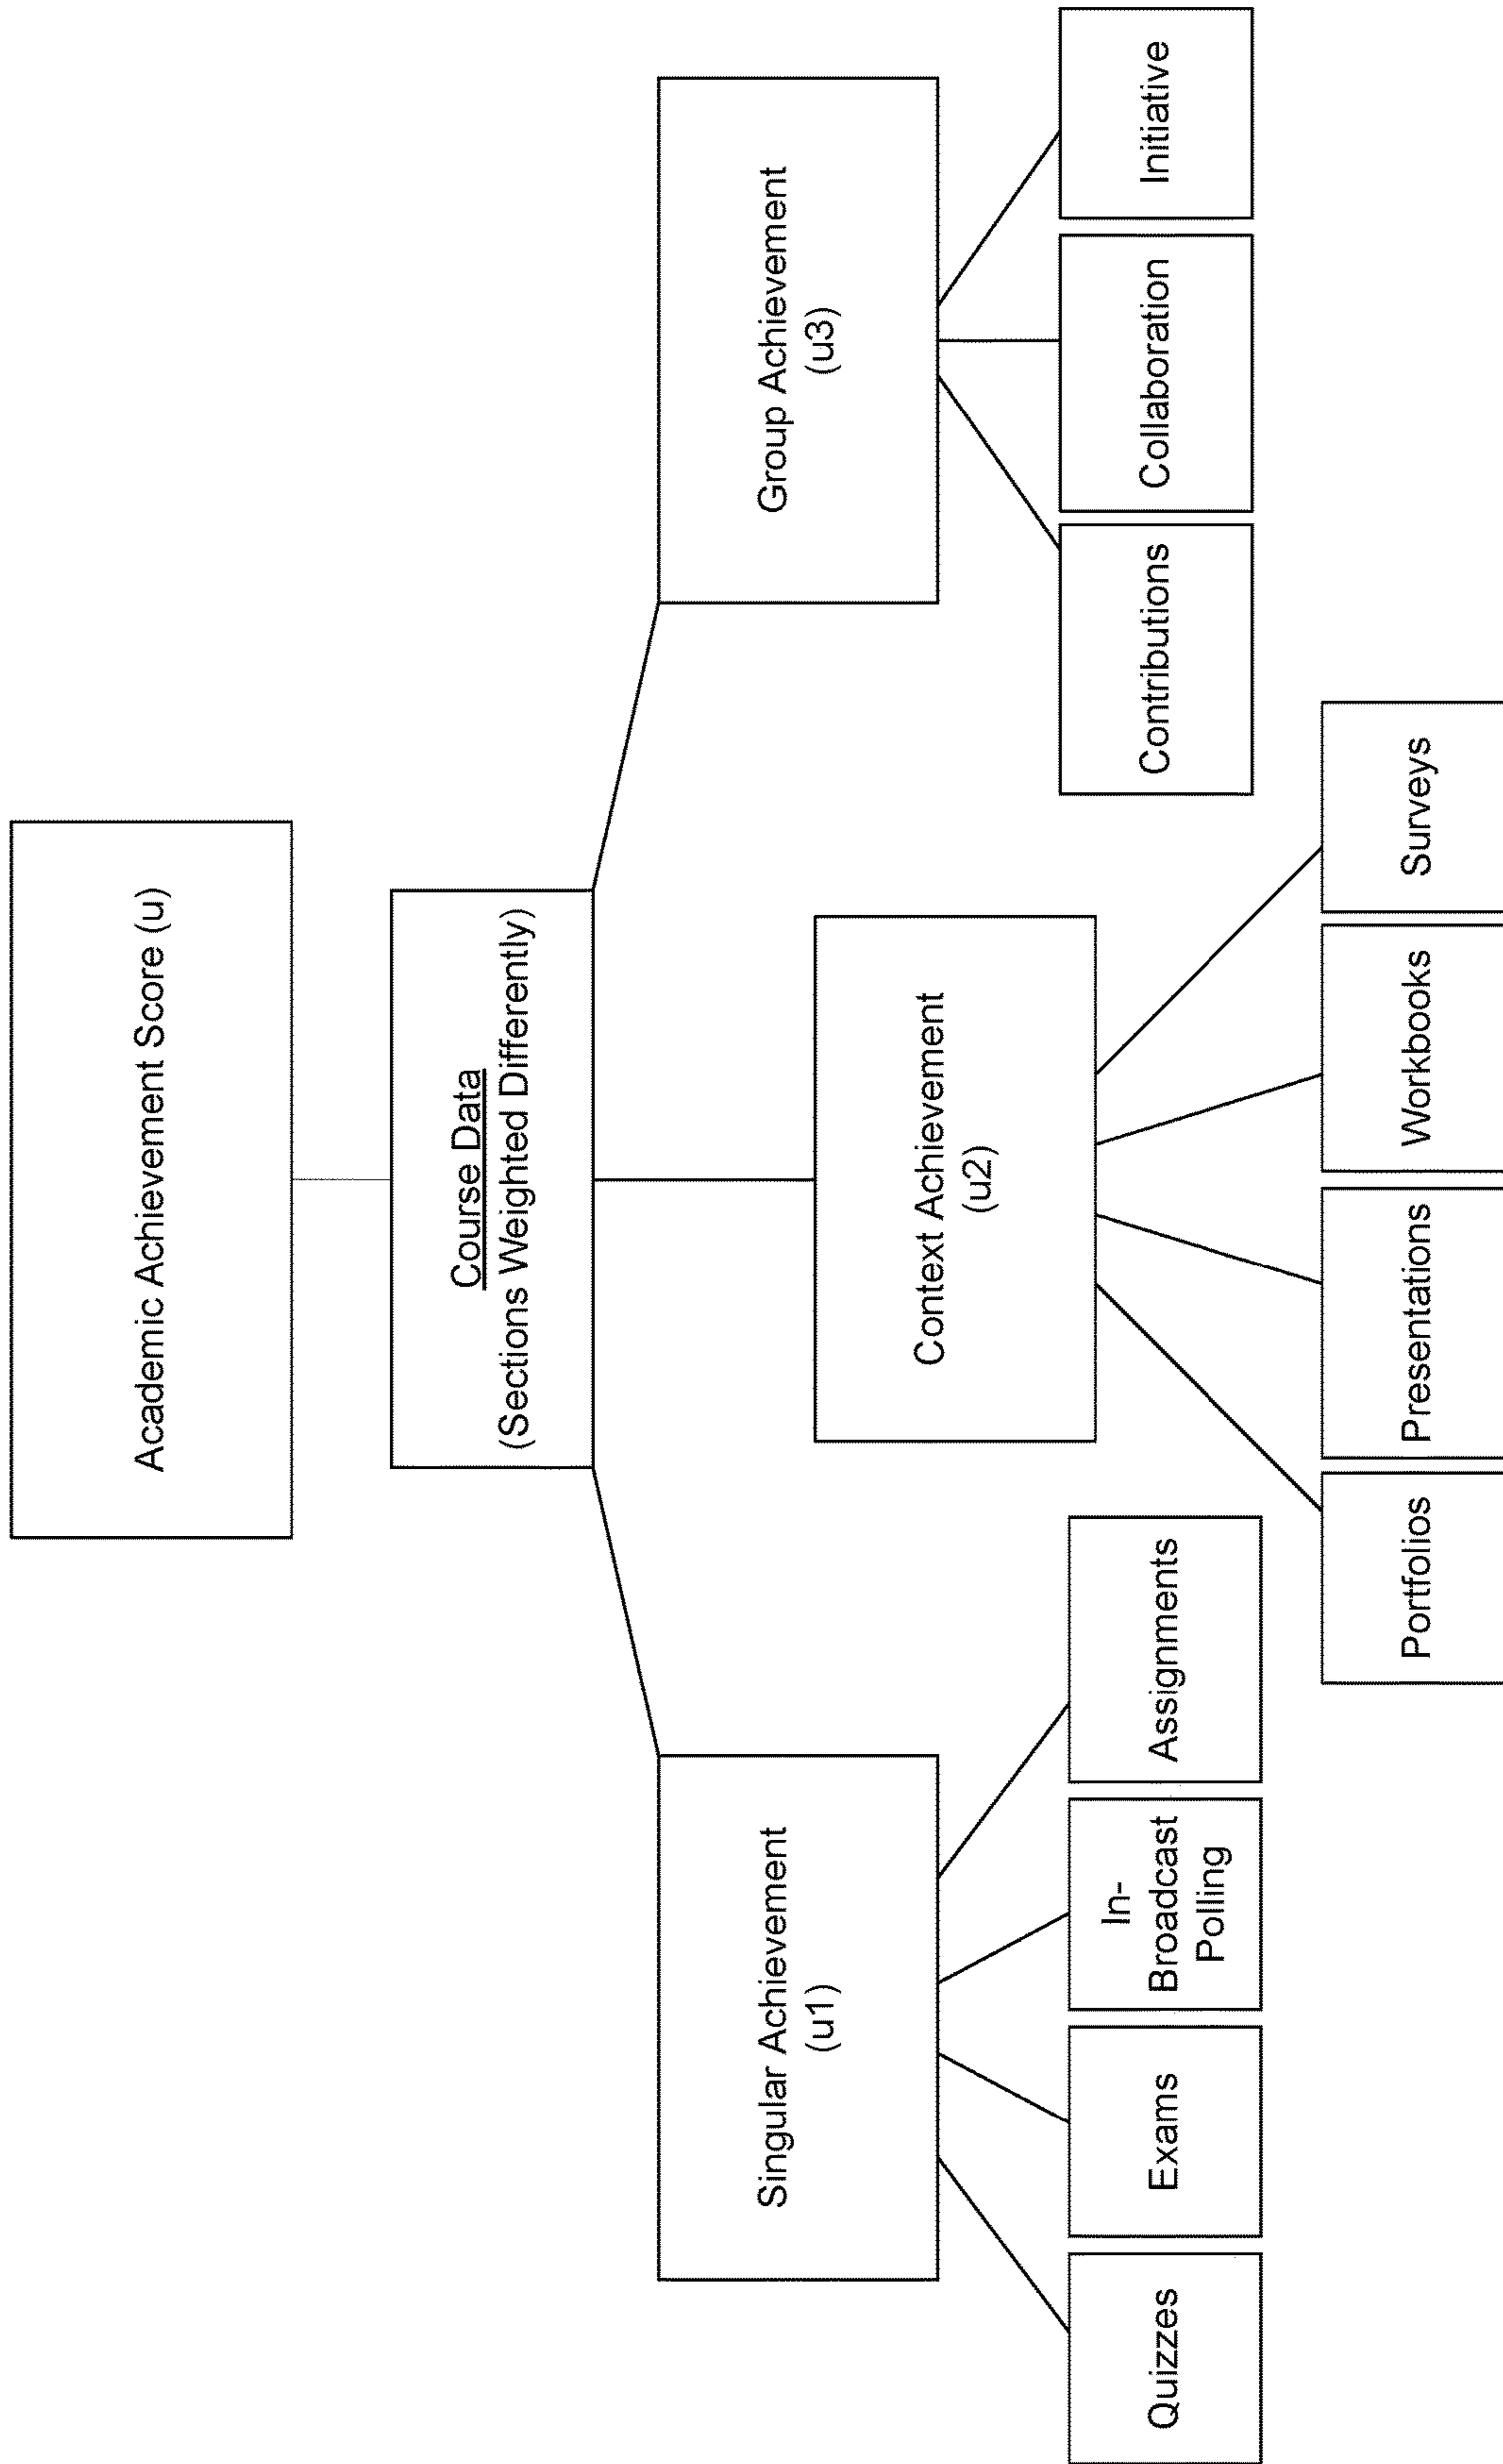 Academic Achievement Score (u)
Course Data
(Sections Weighted Differently)
Singular Achievement
(u1)
Quizzes
Exams
In-
Broadcast
Polling
Assignments
Context Achievement
(u2)
Portfolios
Presentations
Workbooks
Surveys
Group Achievement
(u3)
Contributions
Collaboration
Initiative